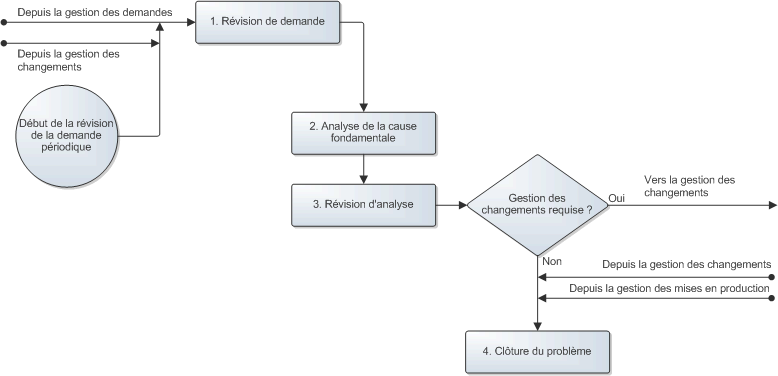 Depuis la gestion des demandes
1. Révision de demande
Depuis la gestion des
changements
Début de la révision
de la demande
périodique
2. Analyse de la cause
fondamentale
3. Révision d'analyse
Gestion des
changements requise ?
Oui
Vers la gestion des
changements
Non
Depuis la gestion des changements
Depuis la gestion des mises en production
4. Clôture du problème